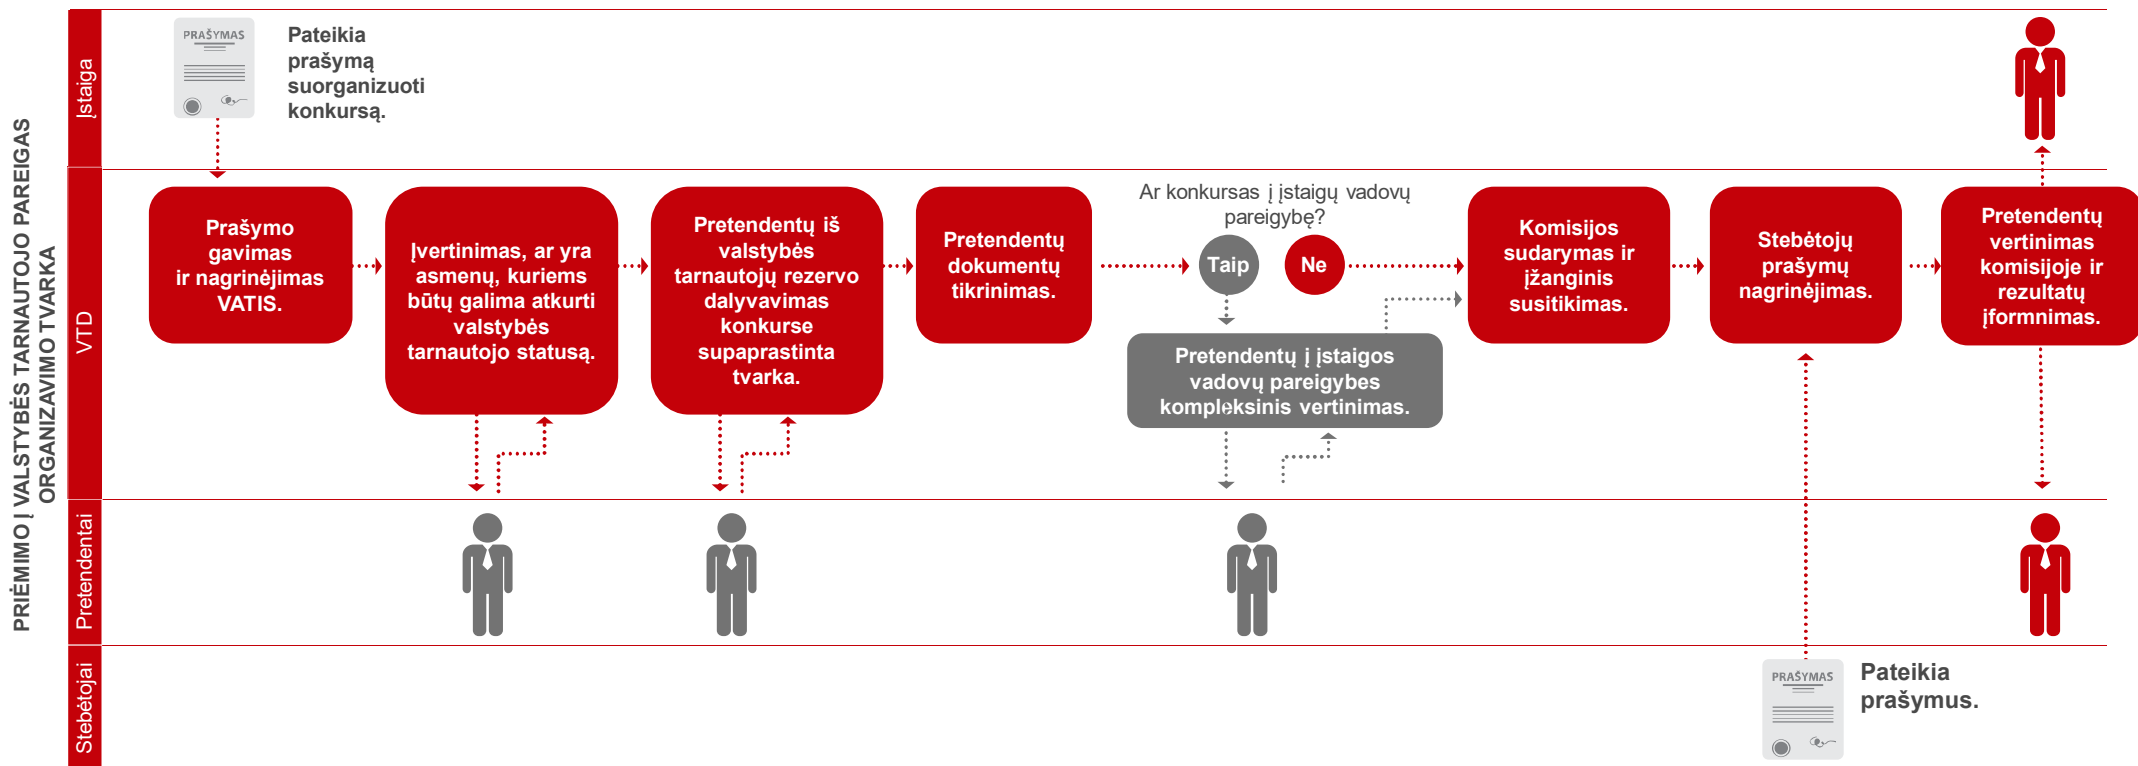 PRIĖMIMO Į VALSTYBĖS TARNAUTOJO PAREIGAS
ORGANIZAVIMO TVARKA
Įstaiga
PRAŠYMAS
Pateikia
prašymą
suorganizuoti
konkursą.
VTD
Prašymo
gavimas
ir nagrinėjimas
VATIS.
Įvertinimas, ar yra
asmenų, kuriems
būtų galima atkurti
valstybės
tarnautojo statusą.
Pretendentų iš
valstybės
tarnautojų rezervo
dalyvavimas
konkurse
supaprastinta
tvarka.
Pretendentų
dokumentų
tikrinimas.
Ar konkursas į įstaigų vadovų
pareigybę?
Taip
Ne
Pretendentų į įstaigos
vadovų pareigybes
kompleksinis vertinimas.
Komisijos
sudarymas ir
įžanginis
susitikimas.
Stebėtojų
prašymų
nagrinėjimas.
Pretendentų
vertinimas
komisijoje ir
rezultatų
įformnimas.
Pretendentai
Stebėtojai
PRAŠYMAS
Pateikia
prašymus.